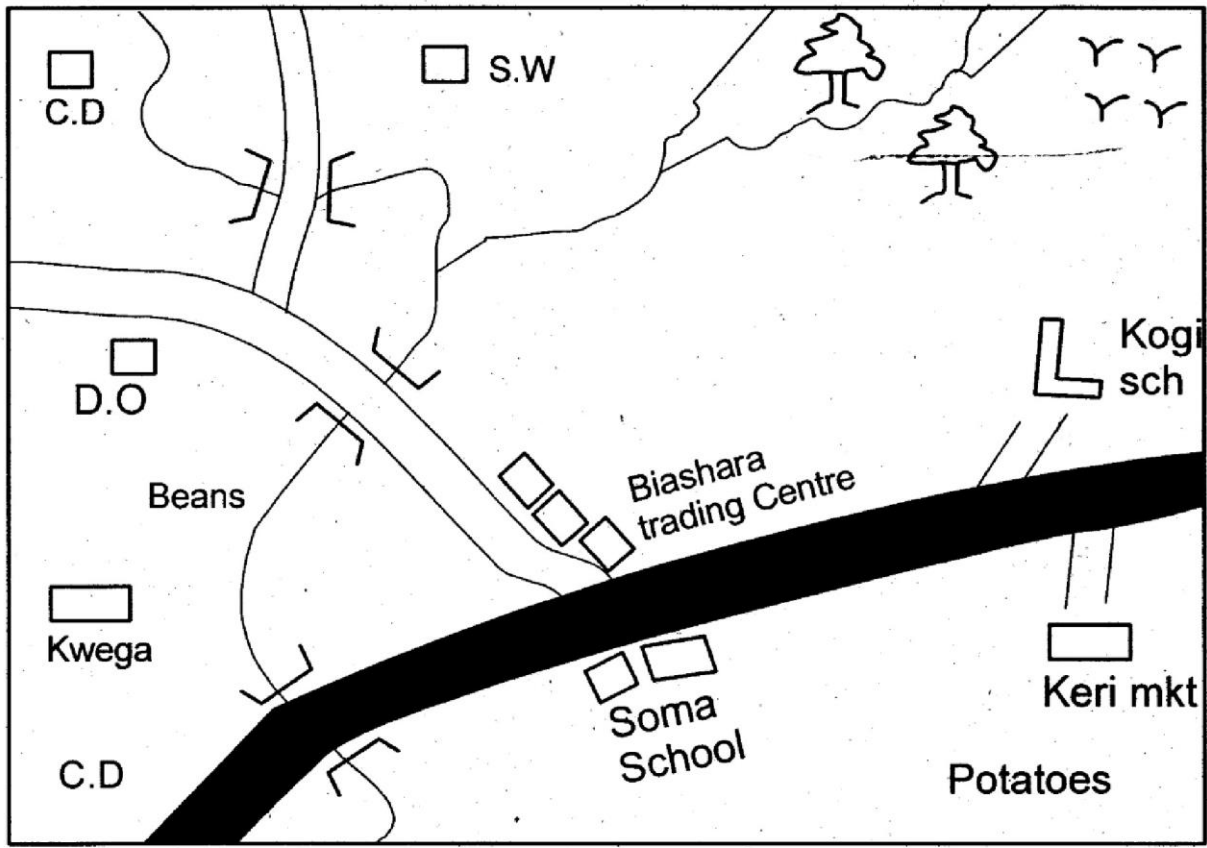 C.D
S.W
D.O
Kogi
sch
Beans
Biashara
trading Centre
Kwega
Soma
School
Keri mkt
C.D
Potatoes